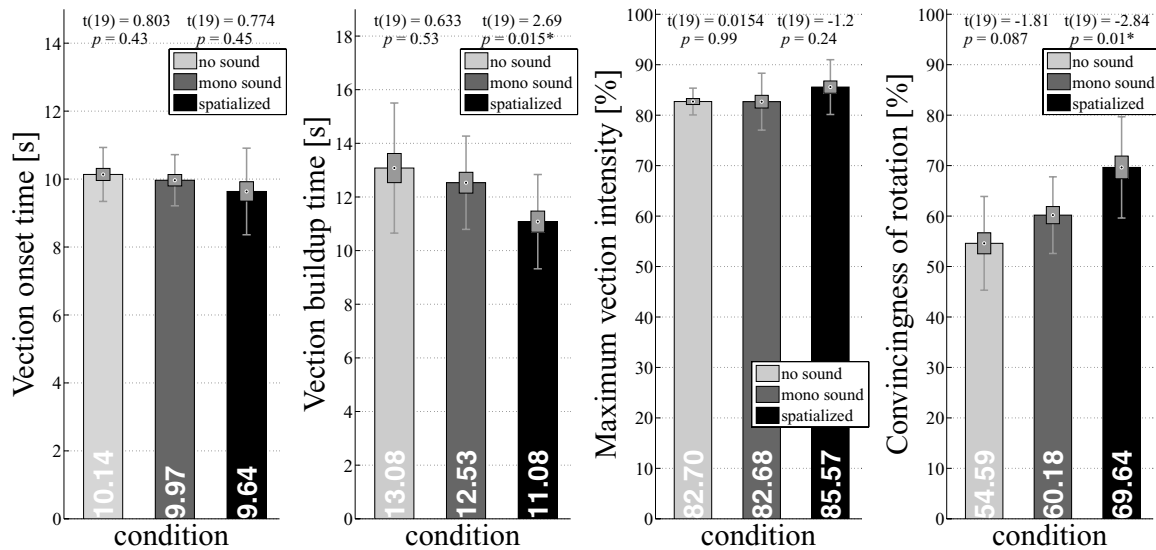 t(19) = 0.803 t(19) = 0.774
p = 0.43 p = 0.45
no sound
mono sound
spatialized
Vection onset time [s]
14
12
10
8
6
4
2
0
10.14
9.97
9.64
condition
t(19) = 0.633 t(19) = 2.69
p = 0.53 p = 0.015*
no sound
mono sound
spatialized
Vection buildup time [s]
18
16
14
12
10
8
6
4
2
0
13.08
12.53
11.08
condition
t(19) = 0.0154 t(19) = -1.2
p = 0.99 p = 0.24
Maximum vection intensity [%]
100
90
80
70
60
50
40
30
20
10
0
no sound
mono sound
spatialized
82.70
82.68
85.57
condition
t(19) = -1.81 t(19) = -2.84
p = 0.087 p = 0.01*
no sound
mono sound
spatialized
Convincingness of rotation [%]
100
90
80
70
60
50
40
30
20
10
0
54.59
60.18
69.64
condition